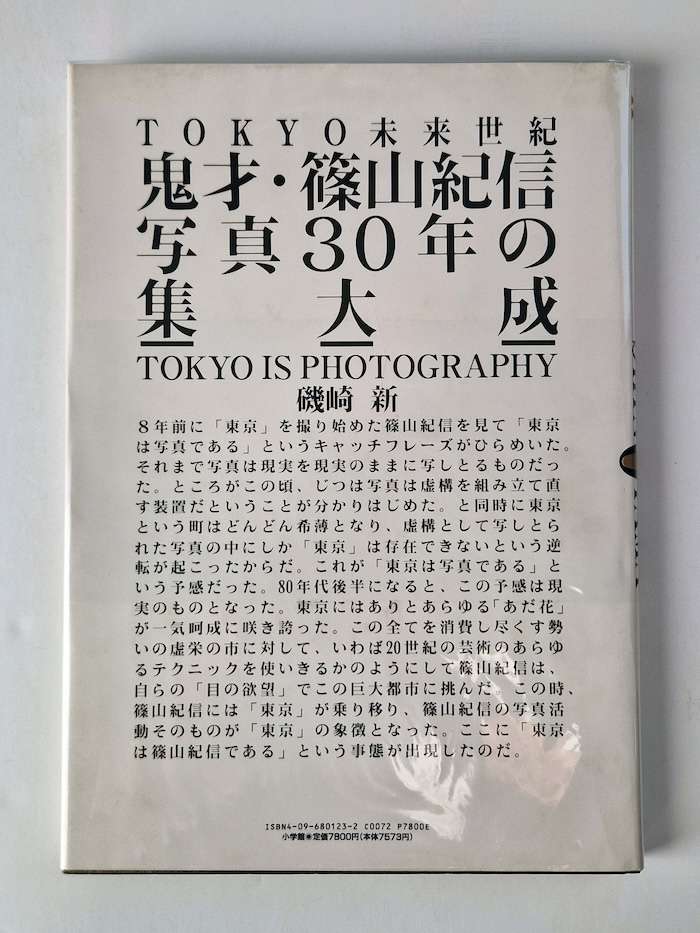 TOKYO未来世紀
鬼才・篠山紀信
写真30年の
集大成
TOKYO IS PHOTOGRAPHY
磯崎 新
8年前に「東京」を撮り始めた篠山紀信を見て「東京
は写真である」というキャッチフレーズがひらめいた。
それまで写真は現実を現実のままに写しとるものだっ
た。ところがこの頃、じつは写真は虚構を組み立て直
す装置だということが分かりはじめた。と同時に東京
という町はどんどん希薄となり、虚構として写しとら
れた写真の中にしか「東京」は存在できないという逆
転が起こったからだ。これが「東京は写真である」と
いう予感だった。80年代後半になると、この予感は現
実のものとなった。東京にはありとあらゆる「あだ花」
が一気呵成に咲き誇った。この全てを消費し尽くす勢
いの虚栄の市に対して、いわば20世紀の芸術のあらゆ
るテクニックを使いきるかのようにして篠山紀信は、
自らの「目の欲望」でこの巨大都市に挑んだ。この時、
篠山紀信には「東京」が乗り移り、篠山紀信の写真活
動そのものが「東京」の象徴となった。ここに「東京
は篠山紀信である」という事態が出現したのだ。
ISBN4-09-680123-2 C0072 P7800E
小学館✻定価7800円(本体7573円)